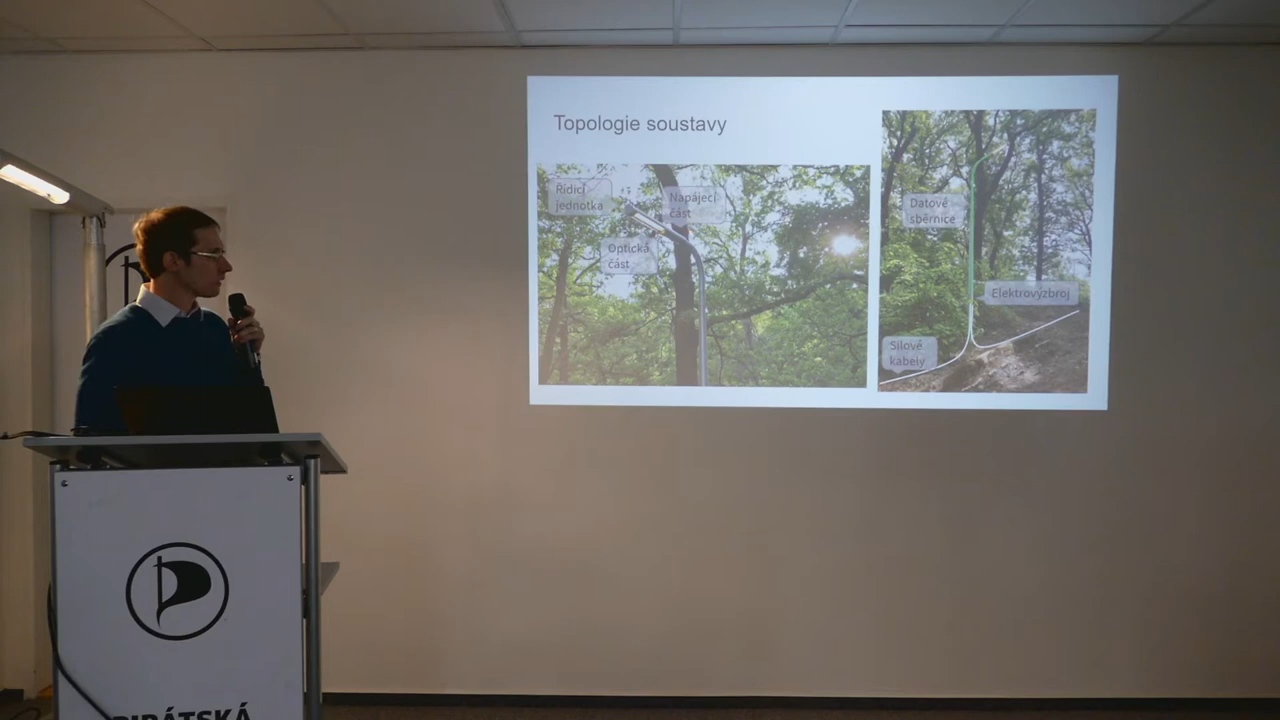 Topologie soustavy
Řídicí
jednotka
Napájecí
část
Optická
část
Datové
sběrnice
Elektrovýzbroj
Silové
kabely
PIRÁTSKÁ